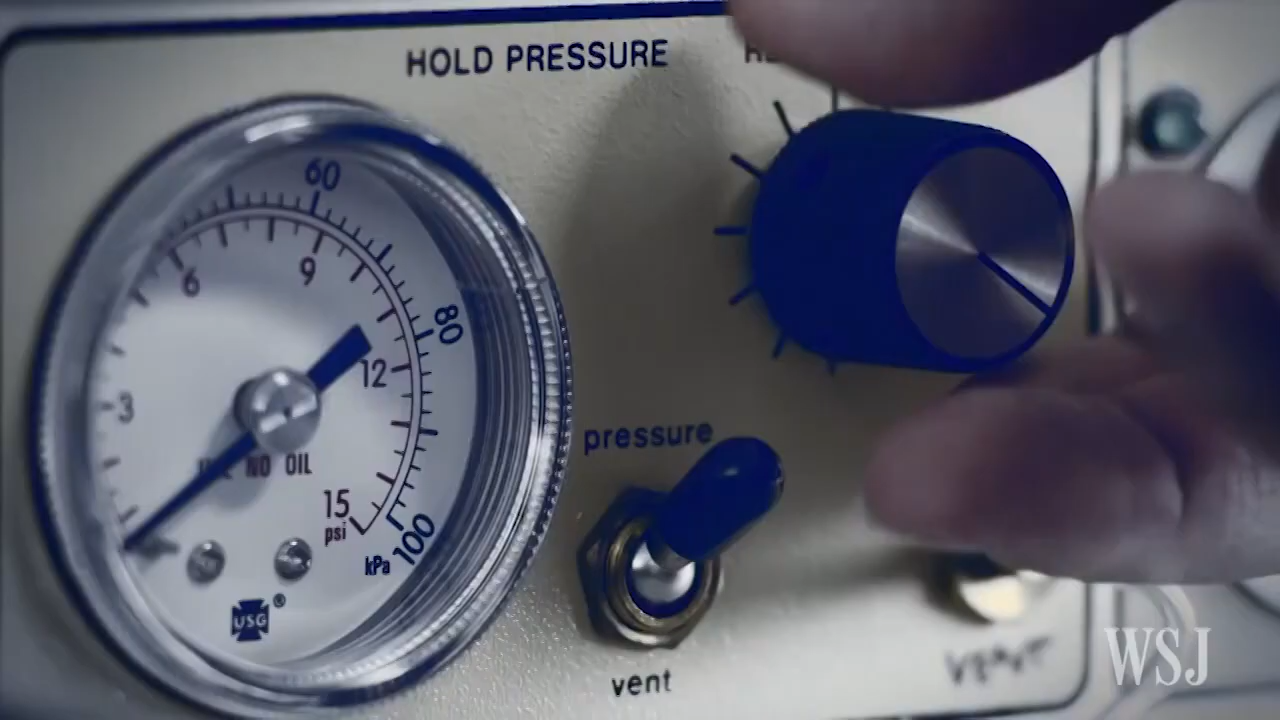 HOLD PRESSURE
60
6
9
80
12
3
NO OIL
15
psi
kPa 100
USG®
pressure
vent
VENT
WSJ